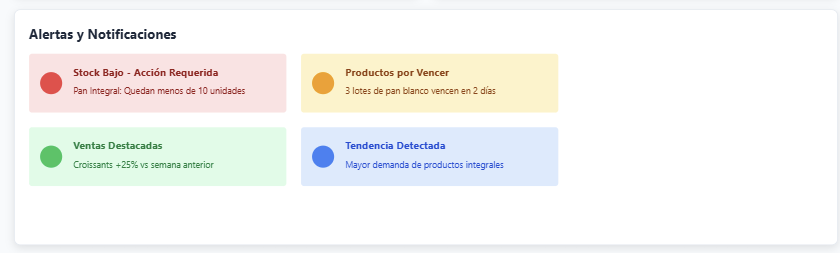 Alertas y Notificaciones
Stock Bajo - Acción Requerida
Pan Integral: Quedan menos de 10 unidades
Productos por Vencer
3 lotes de pan blanco vencen en 2 días
Ventas Destacadas
Croissants +25% vs semana anterior
Tendencia Detectada
Mayor demanda de productos integrales